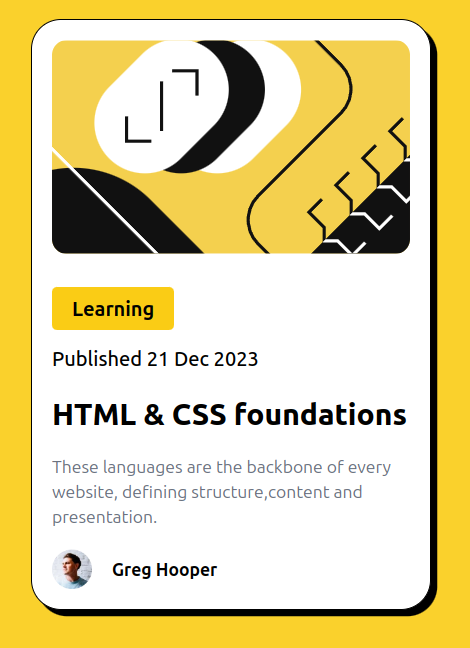 Learning
Published 21 Dec 2023
HTML & CSS foundations
These languages are the backbone of every
website, defining structure,content and
presentation.
Greg Hooper